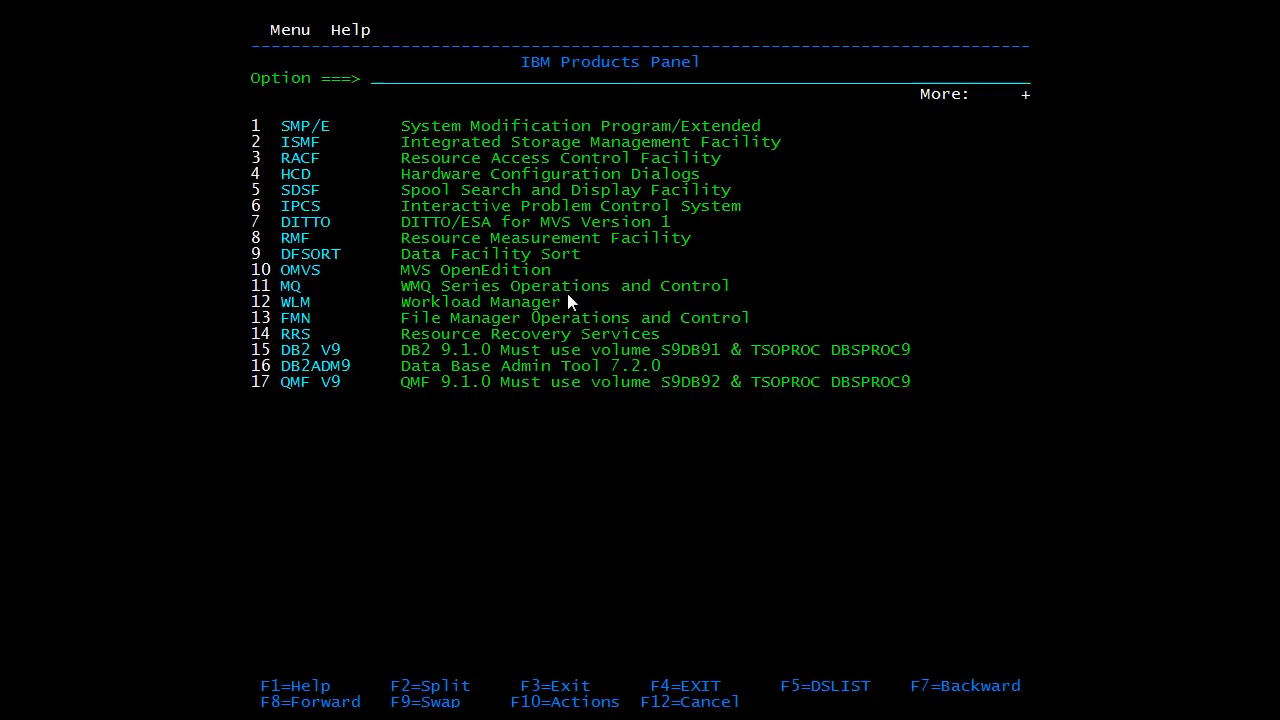 Menu Help
IBM Products Panel
Option ===>
More: +
1 SMP/E System Modification Program/Extended
2 ISMF Integrated Storage Management Facility
3 RACF Resource Access Control Facility
4 HCD Hardware Configuration Dialogs
5 SDSF Spool Search and Display Facility
6 IPCS Interactive Problem Control System
7 DITTO DITTO/ESA for MVS Version 1
8 RMF Resource Measurement Facility
9 DFSORT Data Facility Sort
10 OMVS MVS OpenEdition
11 MQ WMQ Series Operations and Control
12 WLM Workload Manager
13 FMN File Manager Operations and Control
14 RRS Resource Recovery Services
15 DB2 V9 DB2 9.1.0 Must use volume S9DB91 & TSOPROC DBSPROC9
16 DB2ADM9 Data Base Admin Tool 7.2.0
17 QMF V9 QMF 9.1.0 Must use volume S9DB92 & TSOPROC DBSPROC9
F1=Help F2=Split F3=Exit F4=EXIT F5=DSLIST F7=Backward
F8=Forward F9=Swap F10=Actions F12=Cancel